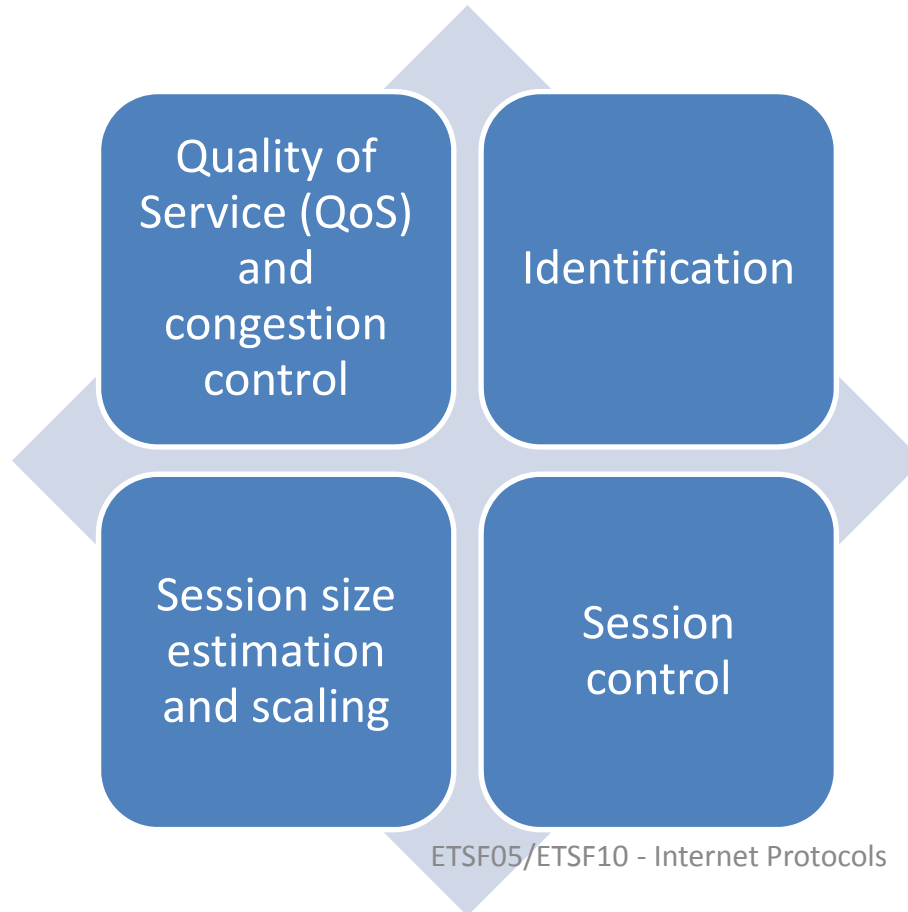 Quality of
Service (QoS)
and
congestion
control
Identification
Session size
estimation
and scaling
Session
control
ETSF05/ETSF10 - Internet Protocols